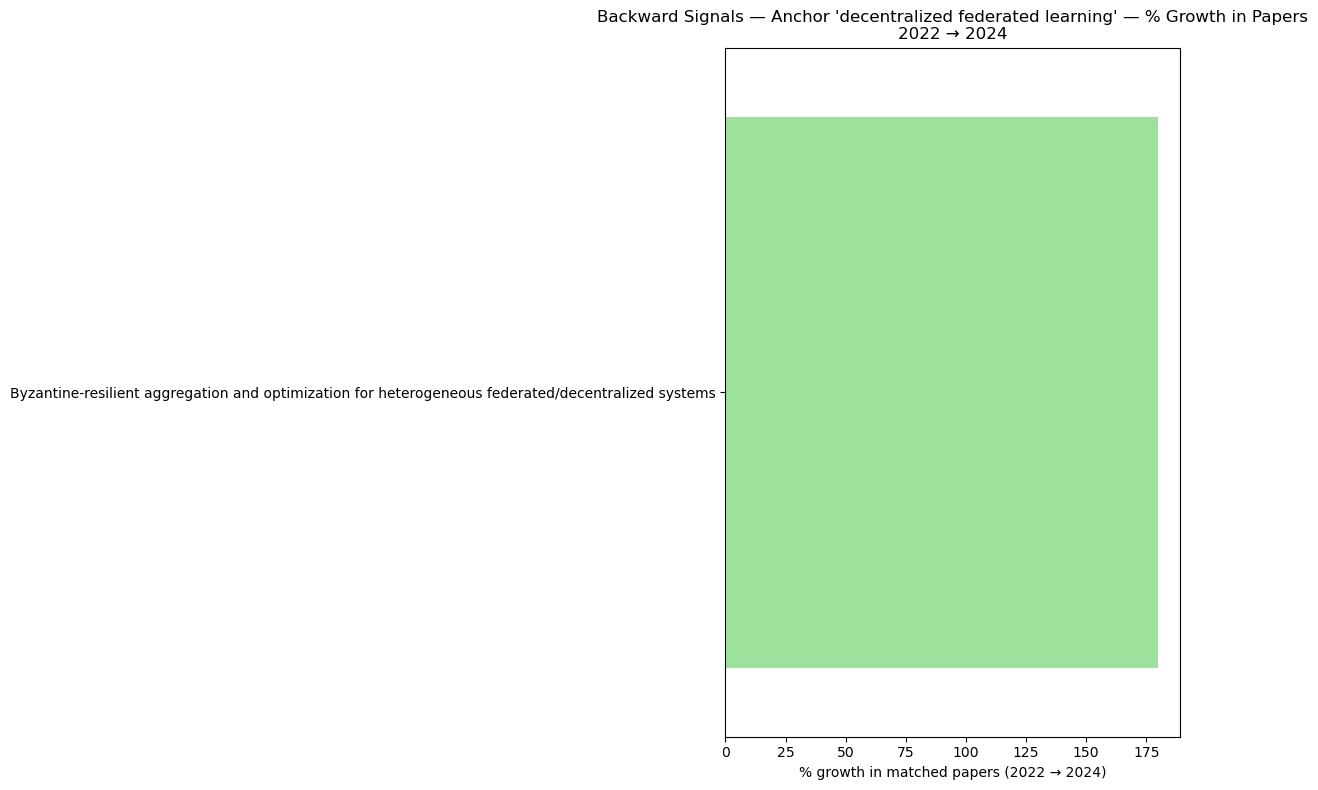 Backward Signals — Anchor 'decentralized federated learning' — % Growth in Papers
2022 → 2024
Byzantine-resilient aggregation and optimization for heterogeneous federated/decentralized systems
0 25 50 75 100 125 150 175
% growth in matched papers (2022 → 2024)